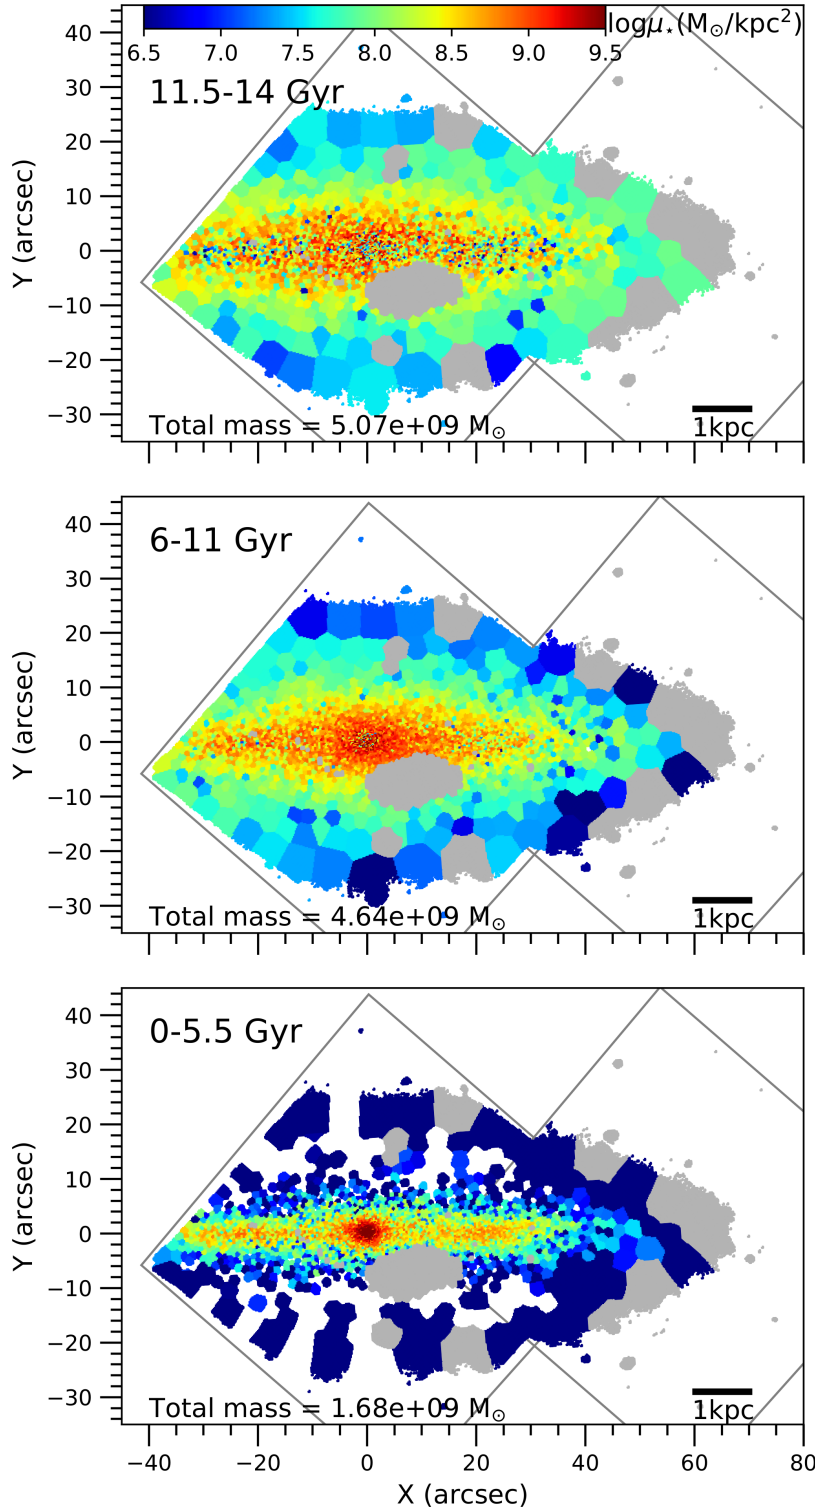 6.5 7.0 7.5 8.0 8.5 9.0 9.5 logμ⋆(M⊙/kpc²)
11.5-14 Gyr
40
30
20
10
0
−10
−20
−30
Y (arcsec)
Total mass = 5.07e+09 M⊙
1kpc
6-11 Gyr
40
30
20
10
0
−10
−20
−30
Y (arcsec)
Total mass = 4.64e+09 M⊙
1kpc
0-5.5 Gyr
40
30
20
10
0
−10
−20
−30
Y (arcsec)
Total mass = 1.68e+09 M⊙
1kpc
−40 −20 0 20 40 60 80
X (arcsec)